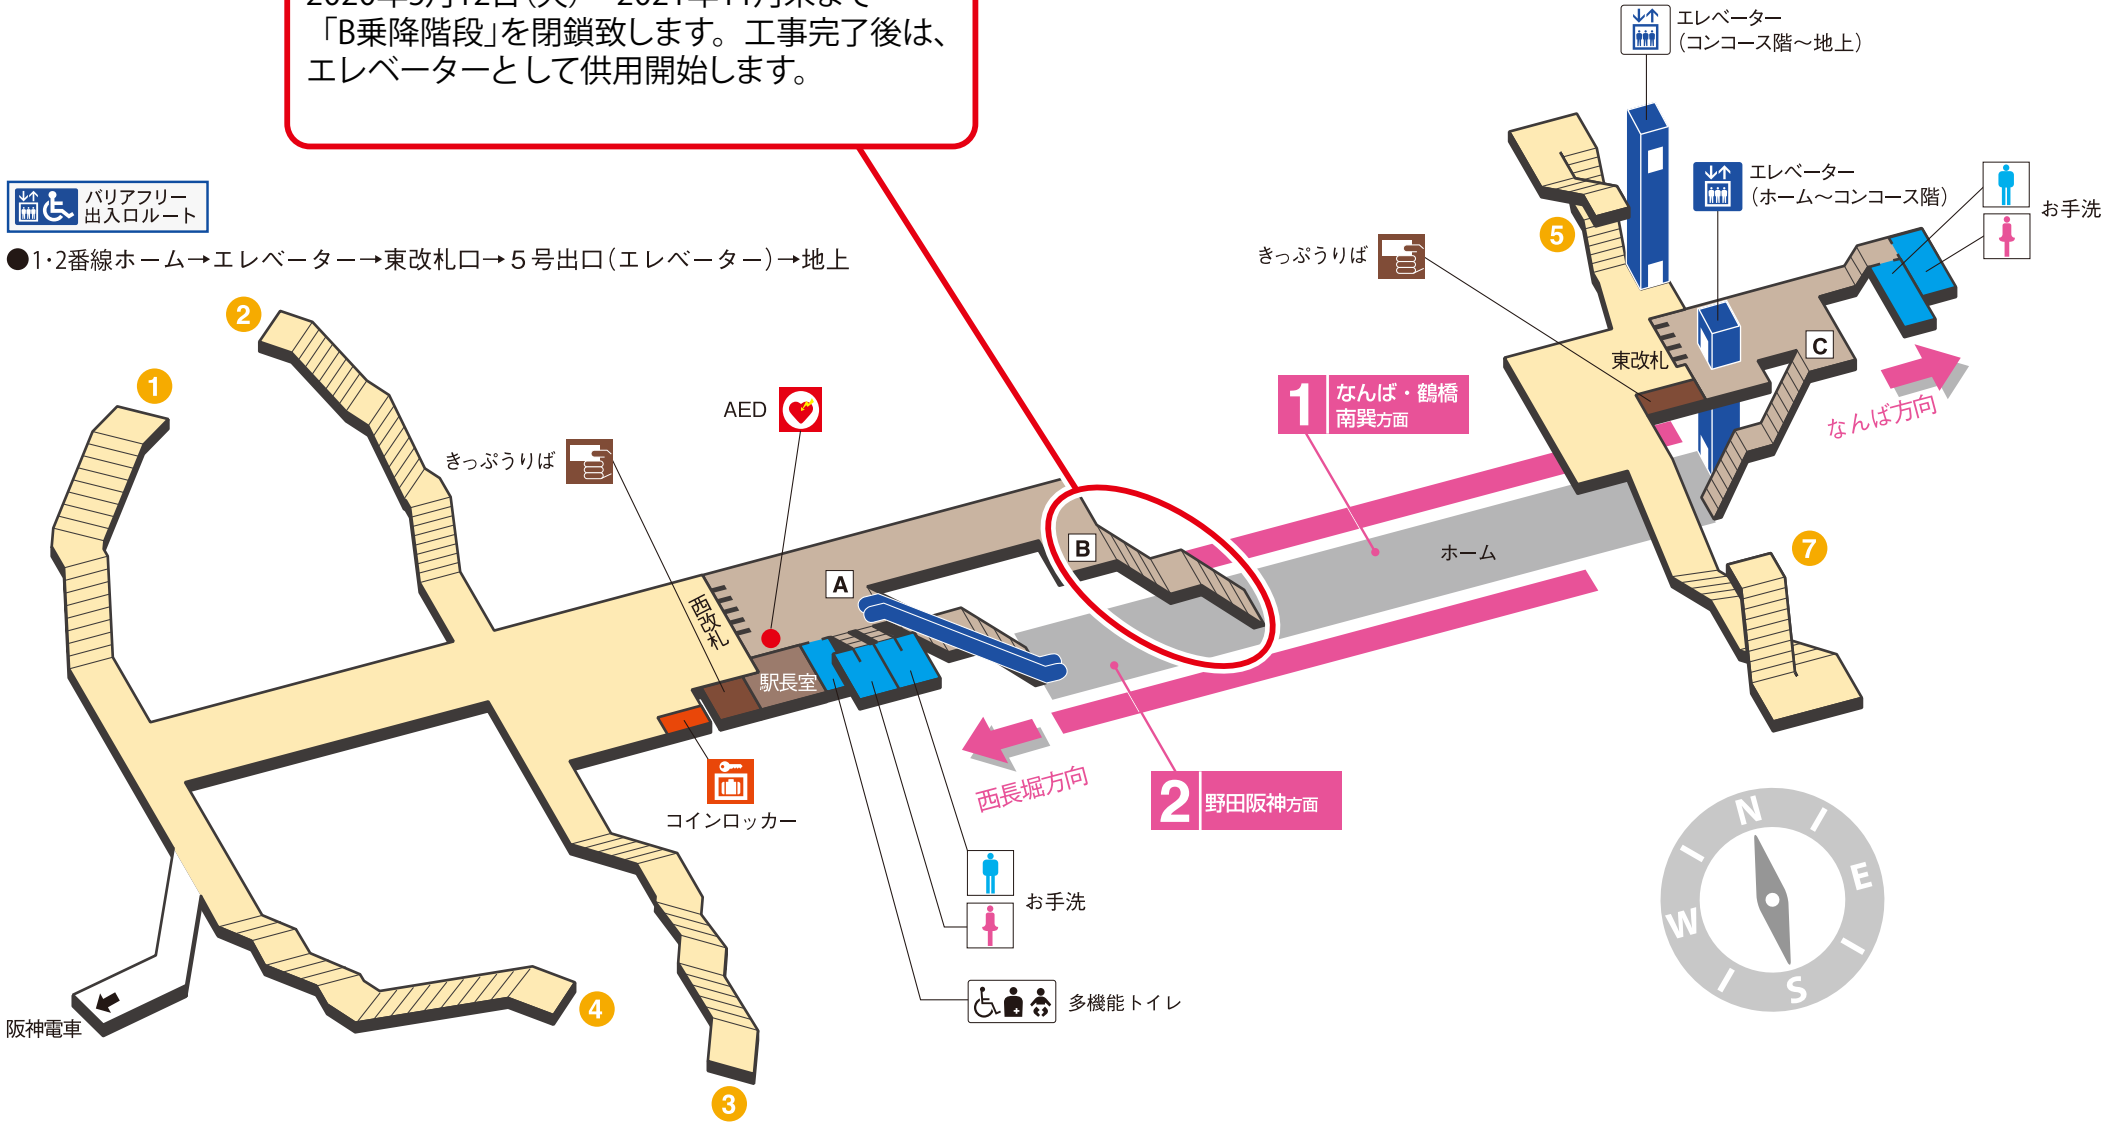 「B乗降階段」を閉鎖致します。工事完了後は、
エレベーターとして供用開始します。
エレベーター
(コンコース階～地上)
エレベーター
(ホーム～コンコース階)
お手洗
バリアフリー
出入口ルート
●1・2番線ホーム→エレベーター→東改札口→5号出口(エレベーター)→地上
きっぷうりば
5
2
1
東改札
C
なんば方向
AED
きっぷうりば
1
なんば・鶴橋
南巽方面
ホーム
7
B
A
西改札
駅長室
コインロッカー
西長堀方向
2
野田阪神方面
お手洗
多機能トイレ
阪神電車
4
3
N
E
S
W